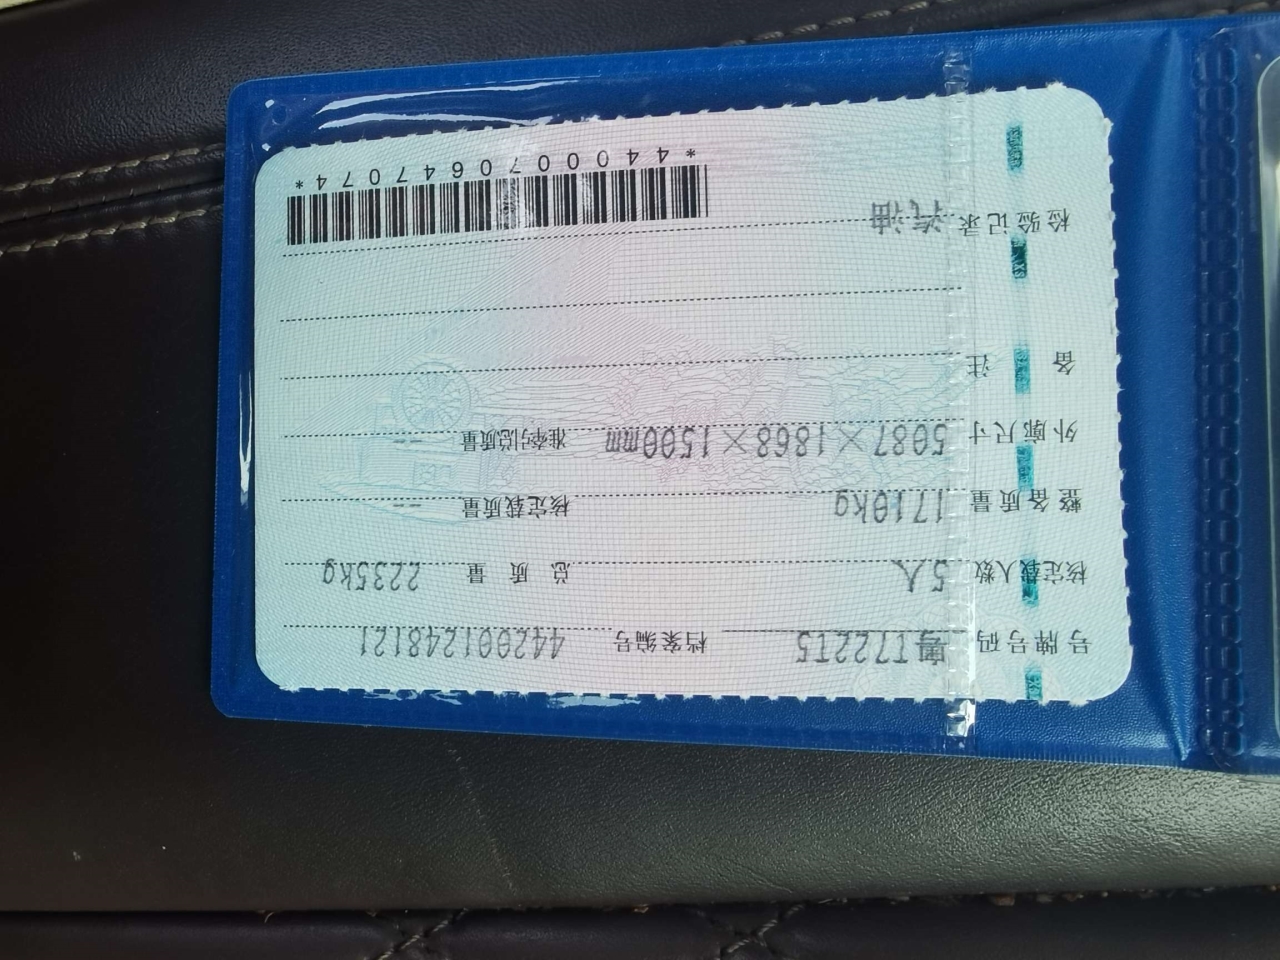 号牌号码 粤T722T5 档案编号 442001248121
核定载人数 5人 总质量 2235kg
整备质量 1710kg 核定载质量 --
外廓尺寸 5087×1868×1500mm 准牵引总质量 --
备注
检验记录 汽油
*4400070647074*